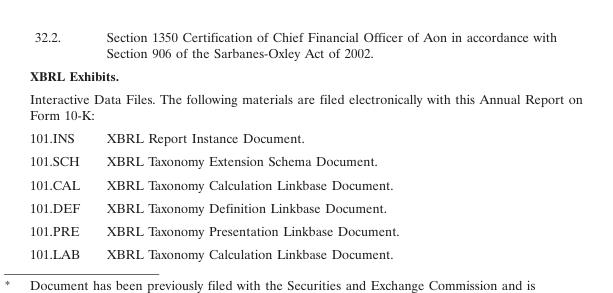 32.2. Section 1350 Certification of Chief Financial Officer of Aon in accordance with
Section 906 of the Sarbanes-Oxley Act of 2002.
XBRL Exhibits.
Interactive Data Files. The following materials are filed electronically with this Annual Report on
Form 10-K:
101.INS XBRL Report Instance Document.
101.SCH XBRL Taxonomy Extension Schema Document.
101.CAL XBRL Taxonomy Calculation Linkbase Document.
101.DEF XBRL Taxonomy Definition Linkbase Document.
101.PRE XBRL Taxonomy Presentation Linkbase Document.
101.LAB XBRL Taxonomy Calculation Linkbase Document.
* Document has been previously filed with the Securities and Exchange Commission and is